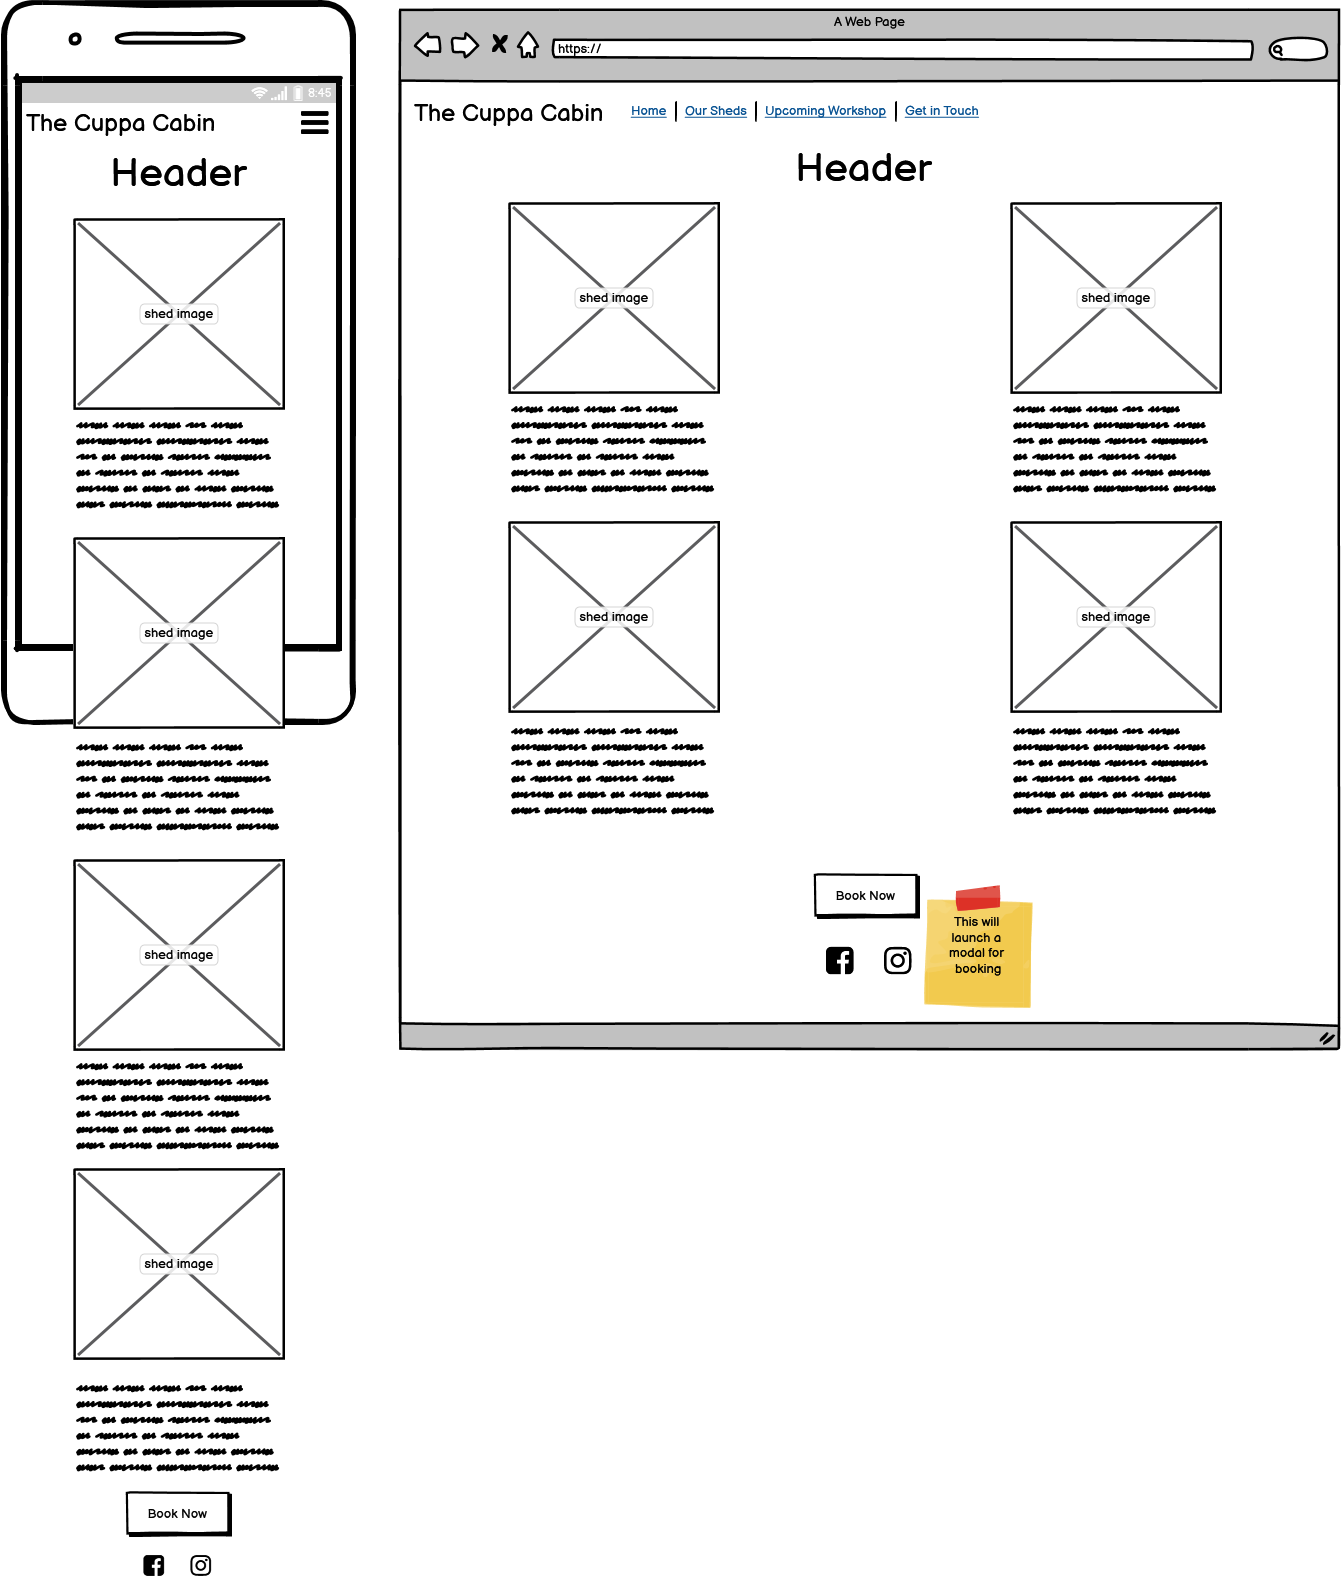 8:45
The Cuppa Cabin
Header
shed image
shed image
shed image
shed image
Book Now
A Web Page
https://
The Cuppa Cabin
Home | Our Sheds | Upcoming Workshop | Get in Touch
Header
shed image
shed image
shed image
shed image
Book Now
This will
launch a
modal for
booking